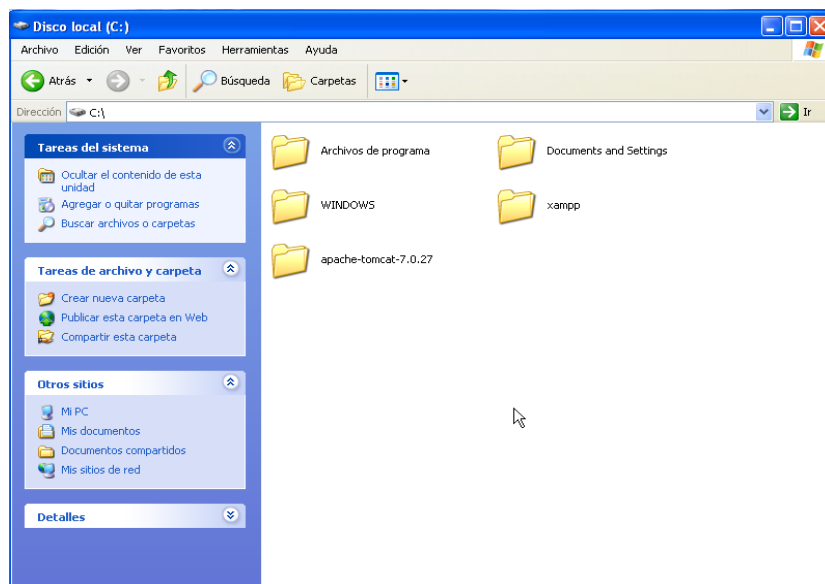 Disco local (C:)
Archivo Edición Ver Favoritos Herramientas Ayuda
Atrás Búsqueda Carpetas
Dirección C:\ Ir
Tareas del sistema
Ocultar el contenido de esta
unidad
Agregar o quitar programas
Buscar archivos o carpetas
Tareas de archivo y carpeta
Crear nueva carpeta
Publicar esta carpeta en Web
Compartir esta carpeta
Otros sitios
Mi PC
Mis documentos
Documentos compartidos
Mis sitios de red
Detalles
Archivos de programa Documents and Settings
WINDOWS xampp
apache-tomcat-7.0.27